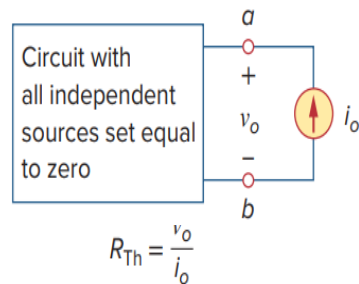 a
Circuit with
all independent
sources set equal
to zero
+
vo
−
io
b
RTh = vo/io